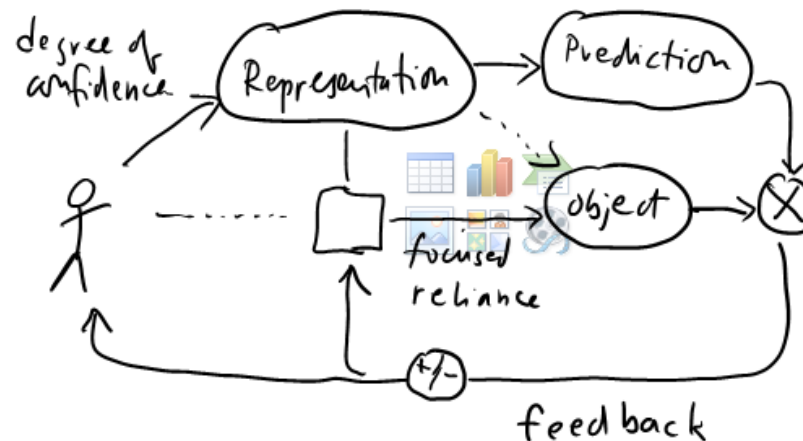 degree of
confidence
Representation
Prediction
object
focused
reliance
+/-
feedback